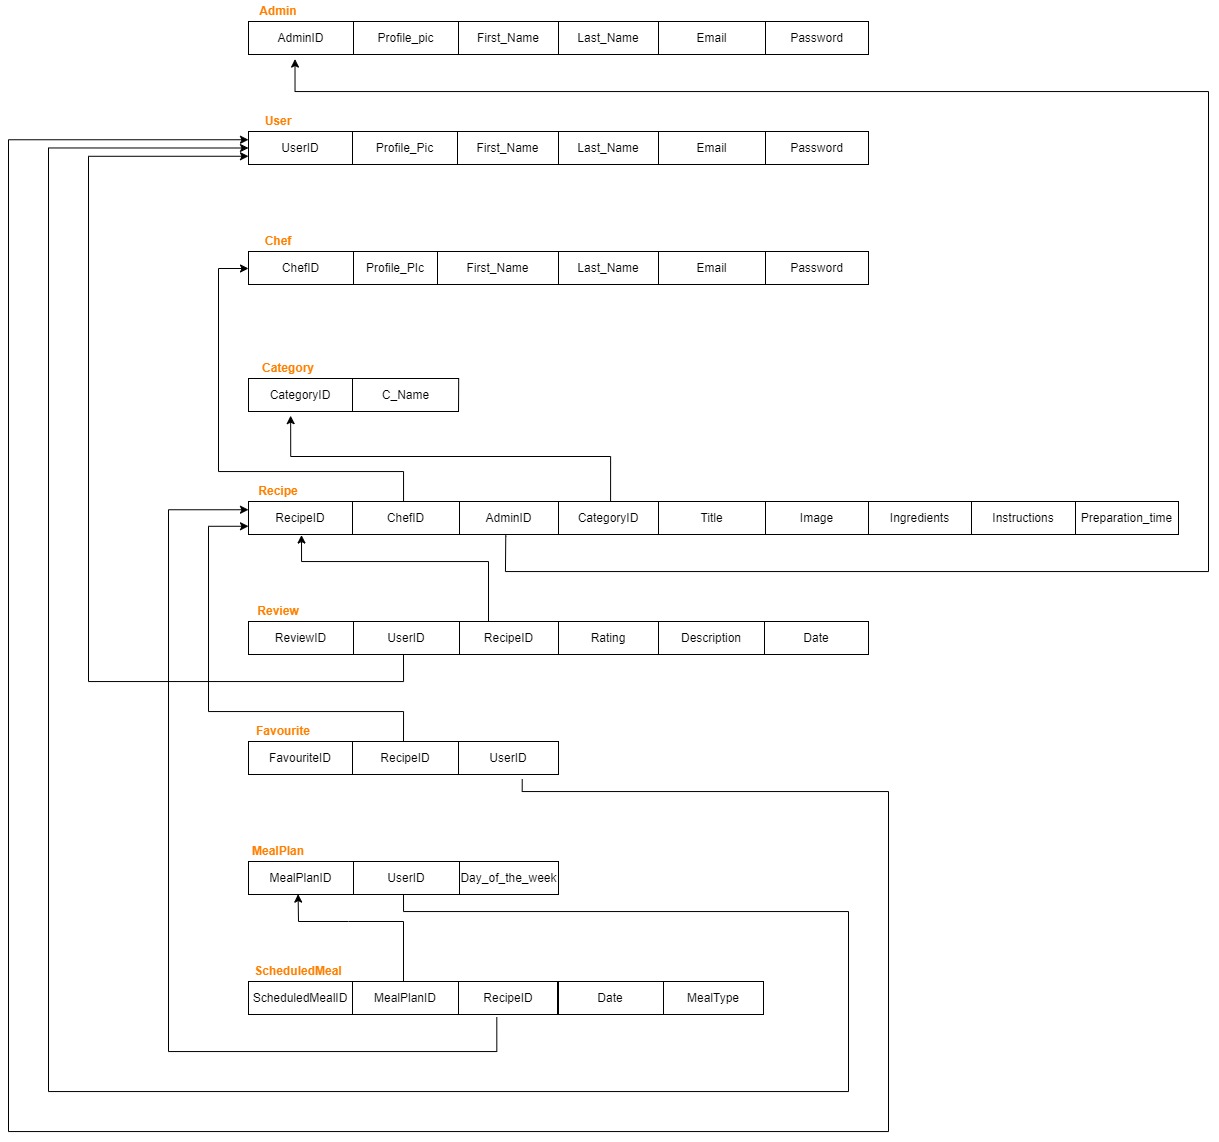 Admin
AdminID Profile_pic First_Name Last_Name Email Password
User
UserID Profile_Pic First_Name Last_Name Email Password
Chef
ChefID Profile_PIc First_Name Last_Name Email Password
Category
CategoryID C_Name
Recipe
RecipeID ChefID AdminID CategoryID Title Image Ingredients Instructions Preparation_time
Review
ReviewID UserID RecipeID Rating Description Date
Favourite
FavouriteID RecipeID UserID
MealPlan
MealPlanID UserID Day_of_the_week
ScheduledMeal
ScheduledMealID MealPlanID RecipeID Date MealType